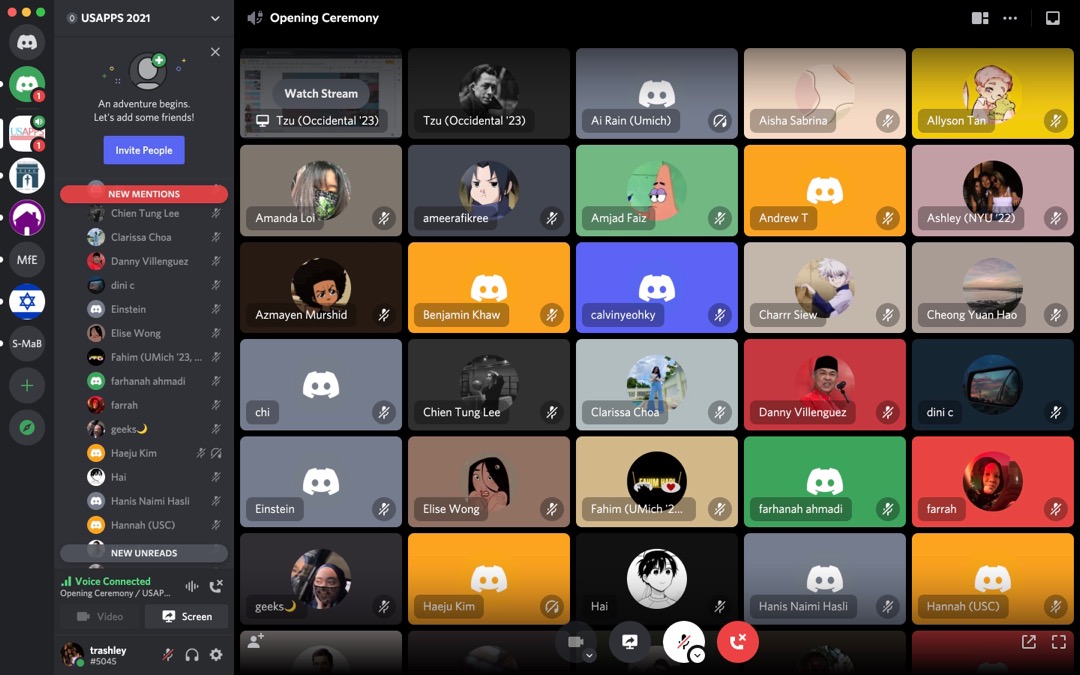 USAPPS 2021
Opening Ceremony
An adventure begins.
Let's add some friends!
Invite People
NEW MENTIONS
Chien Tung Lee
Clarissa Choa
Danny Villenguez
dini c
Einstein
Elise Wong
Fahim (UMich '23, ...
farhanah ahmadi
farrah
geeks🌙
Haeju Kim
Hai
Hanis Naimi Hasli
Hannah (USC)
NEW UNREADS
Voice Connected
Opening Ceremony / USAP...
Video
Screen
trashley
#5045
1
1
MfE
S-MaB
Watch Stream
Tzu (Occidental '23)
Tzu (Occidental '23)
Ai Rain (Umich)
Aisha Sabrina
Allyson Tan
Amanda Loi
ameerafikree
Amjad Faiz
Andrew T
Ashley (NYU '22)
Azmayen Murshid
Benjamin Khaw
calvinyeohky
Charrr Siew
Cheong Yuan Hao
chi
Chien Tung Lee
Clarissa Choa
Danny Villenguez
dini c
Einstein
Elise Wong
Fahim (UMich '2...
farhanah ahmadi
farrah
geeks🌙
Haeju Kim
Hai
Hanis Naimi Hasli
Hannah (USC)